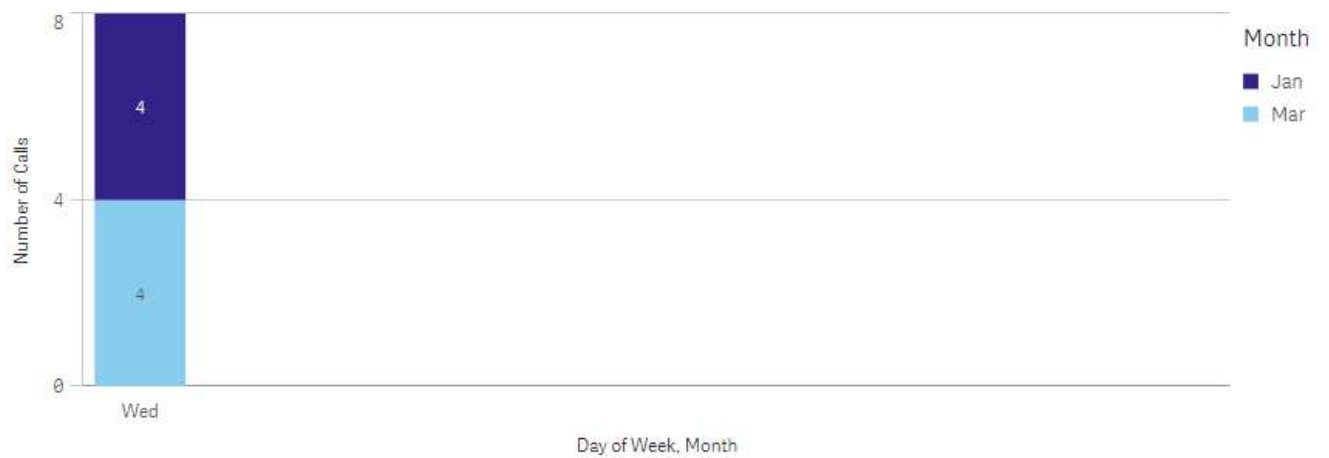 8
4
0
Number of Calls
4
4
Wed
Day of Week, Month
Month
Jan
Mar